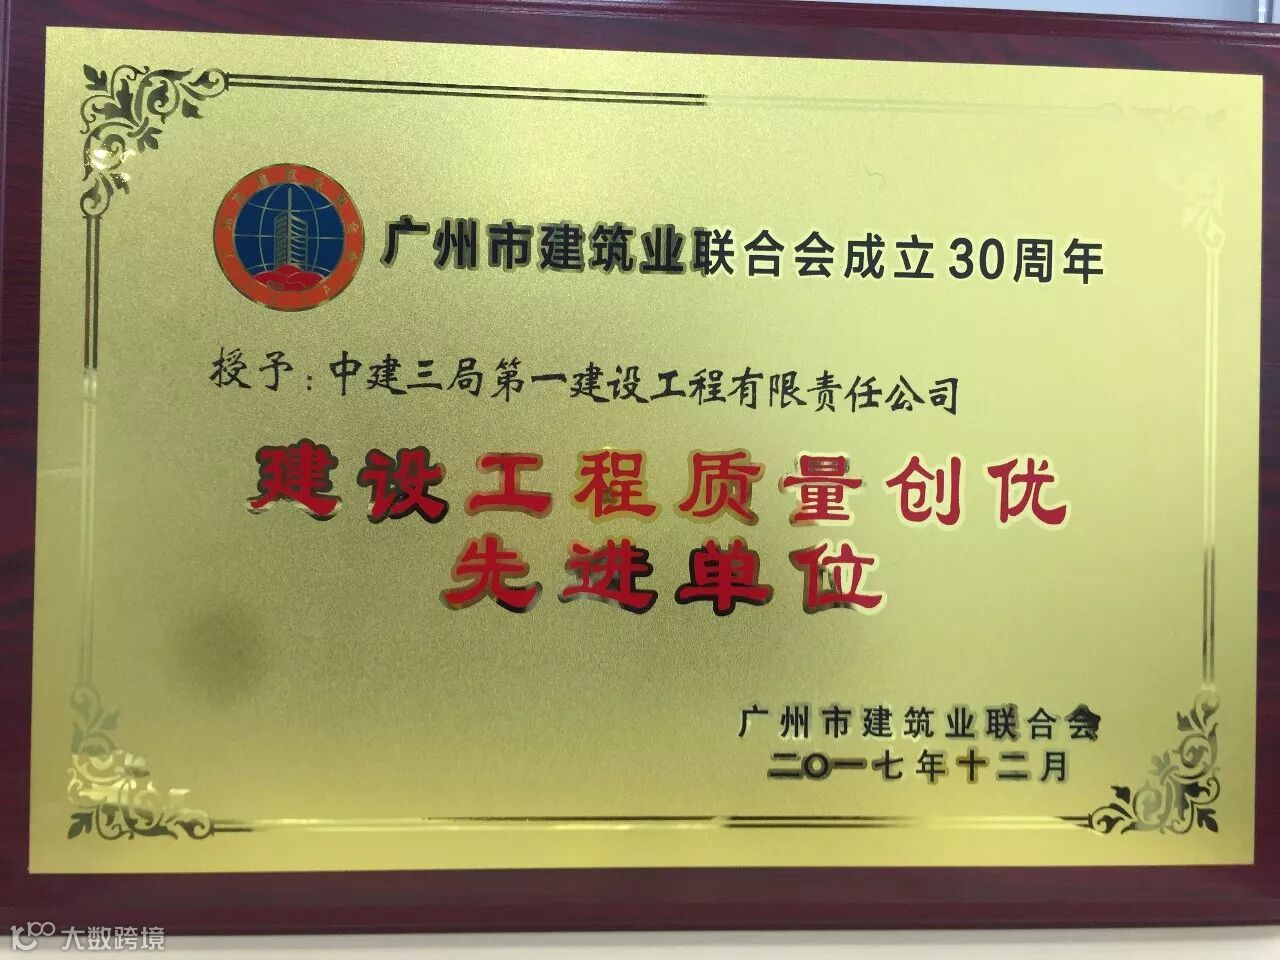 广州市建筑业联合会成立30周年
授予：中建三局第一建设工程有限责任公司
建设工程质量创优
先进单位
广州市建筑业联合会
二〇一七年十二月
大数跨境